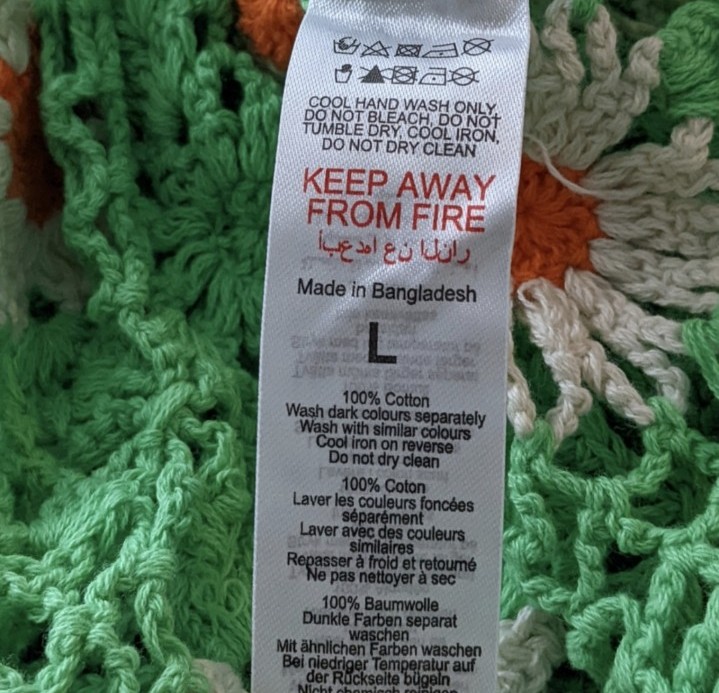 COOL HAND WASH ONLY,
DO NOT BLEACH, DO NOT
TUMBLE DRY, COOL IRON,
DO NOT DRY CLEAN
KEEP AWAY
FROM FIRE
أبعدها عن النار
Made in Bangladesh
L
100% Cotton
Wash dark colours separately
Wash with similar colours
Cool iron on reverse
Do not dry clean
100% Coton
Laver les couleurs foncées
séparément
Laver avec des couleurs
similaires
Repasser à froid et retourné
Ne pas nettoyer à sec
100% Baumwolle
Dunkle Farben separat
waschen
Mit ähnlichen Farben waschen
Bei niedriger Temperatur auf
der Rückseite bügeln
Nicht chemisch reinigen